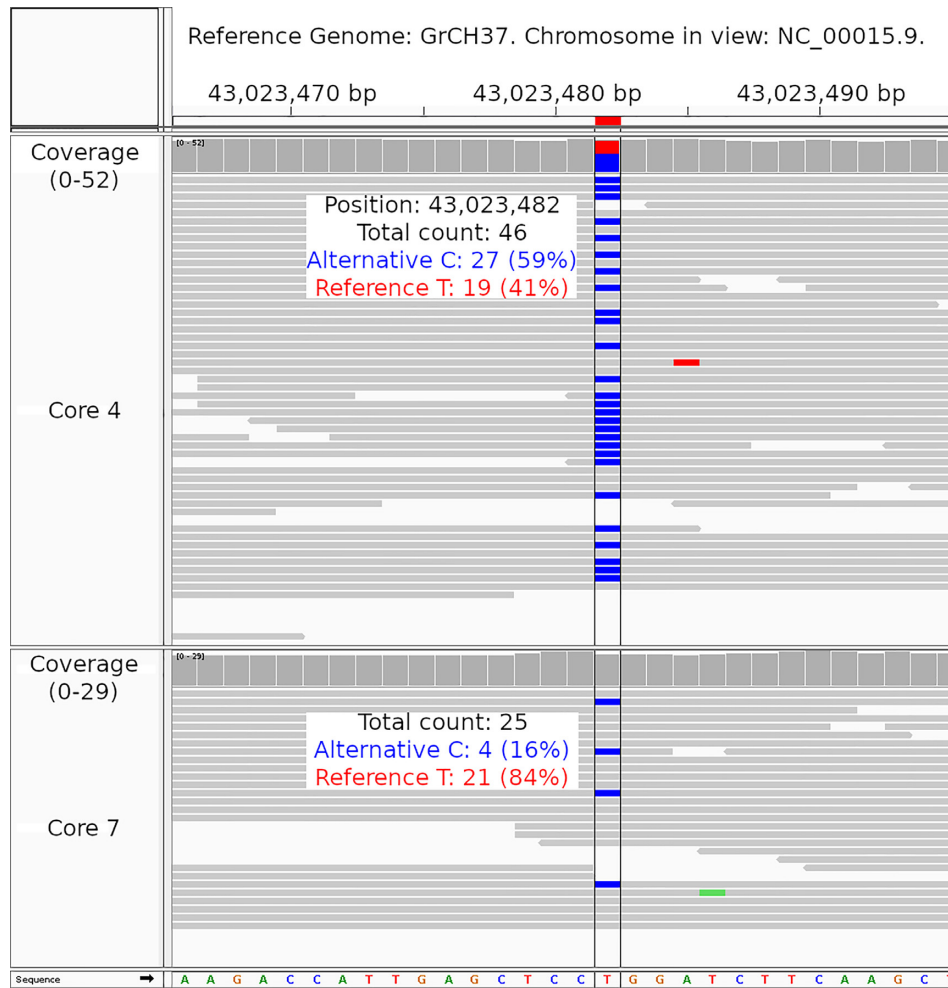 Reference Genome: GrCH37. Chromosome in view: NC_00015.9.
43,023,470 bp 43,023,480 bp 43,023,490 bp
Coverage
(0-52)
[0 - 52]
Position: 43,023,482
Total count: 46
Alternative C: 27 (59%)
Reference T: 19 (41%)
Core 4
Coverage
(0-29)
[0 - 29]
Total count: 25
Alternative C: 4 (16%)
Reference T: 21 (84%)
Core 7
Sequence A A G A C C A T T G A G C T C C T G G A T C T T C A A G C